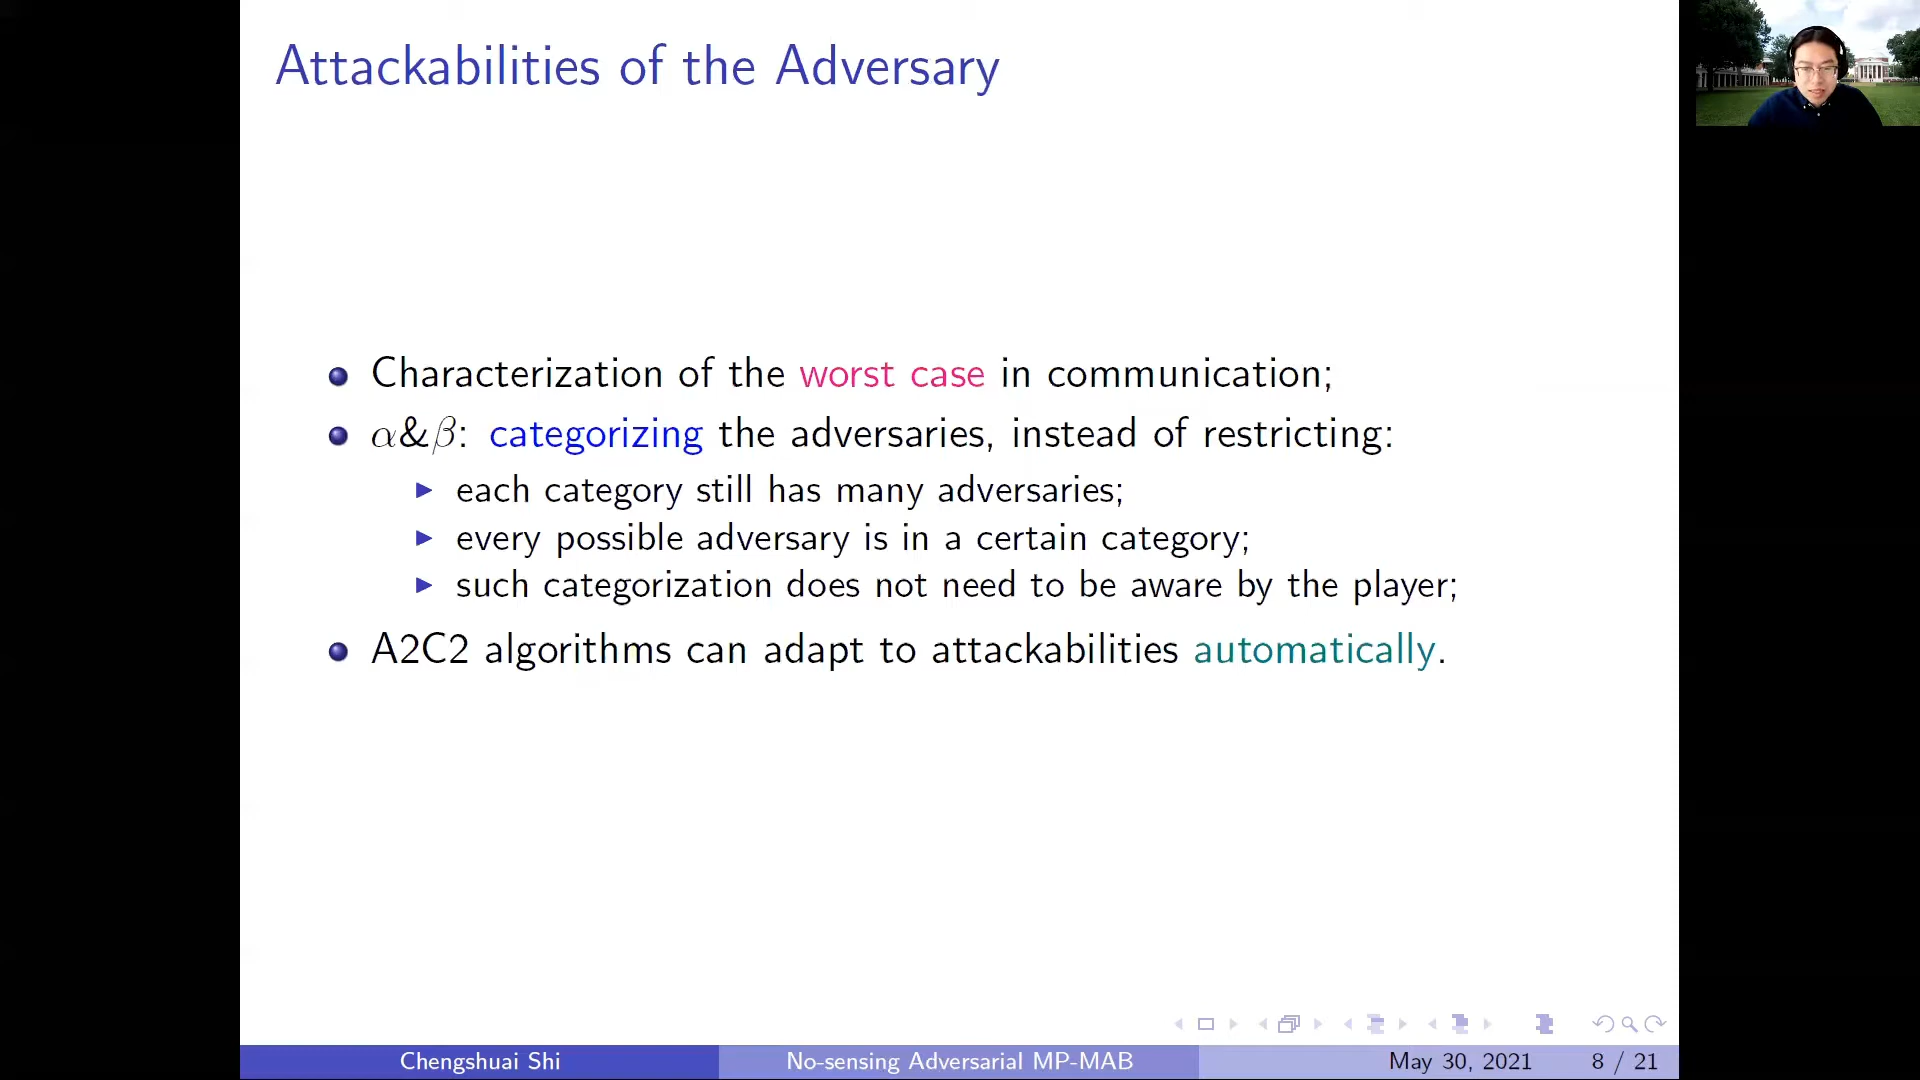 Attackabilities of the Adversary
Characterization of the worst case in communication;
α&β: categorizing the adversaries, instead of restricting:
each category still has many adversaries;
every possible adversary is in a certain category;
such categorization does not need to be aware by the player;
A2C2 algorithms can adapt to attackabilities automatically.
Chengshuai Shi
No-sensing Adversarial MP-MAB
May 30, 2021
8 / 21